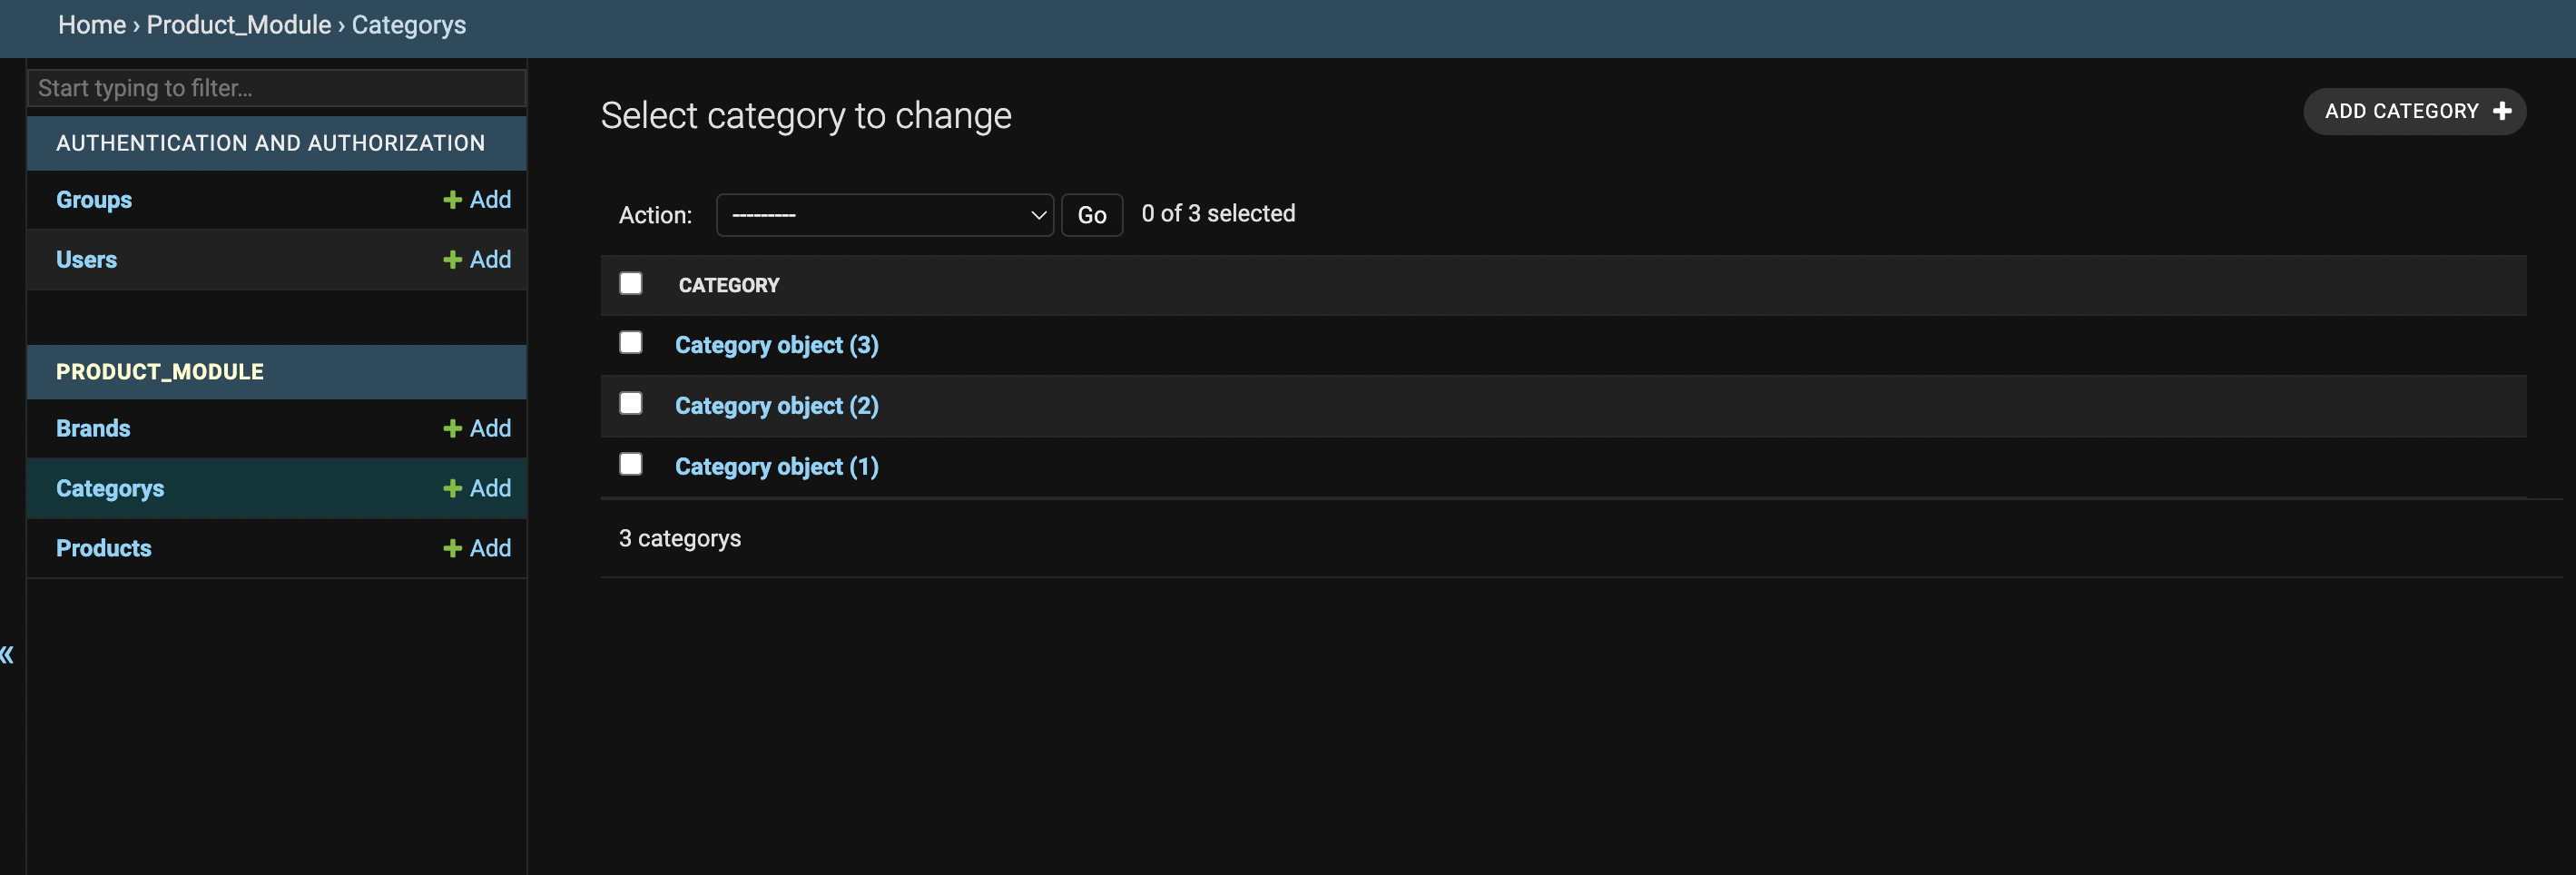 Home › Product_Module › Categorys
Start typing to filter...
AUTHENTICATION AND AUTHORIZATION
Groups + Add
Users + Add
PRODUCT_MODULE
Brands + Add
Categorys + Add
Products + Add
«
Select category to change
ADD CATEGORY +
Action: --------- Go 0 of 3 selected
CATEGORY
Category object (3)
Category object (2)
Category object (1)
3 categorys